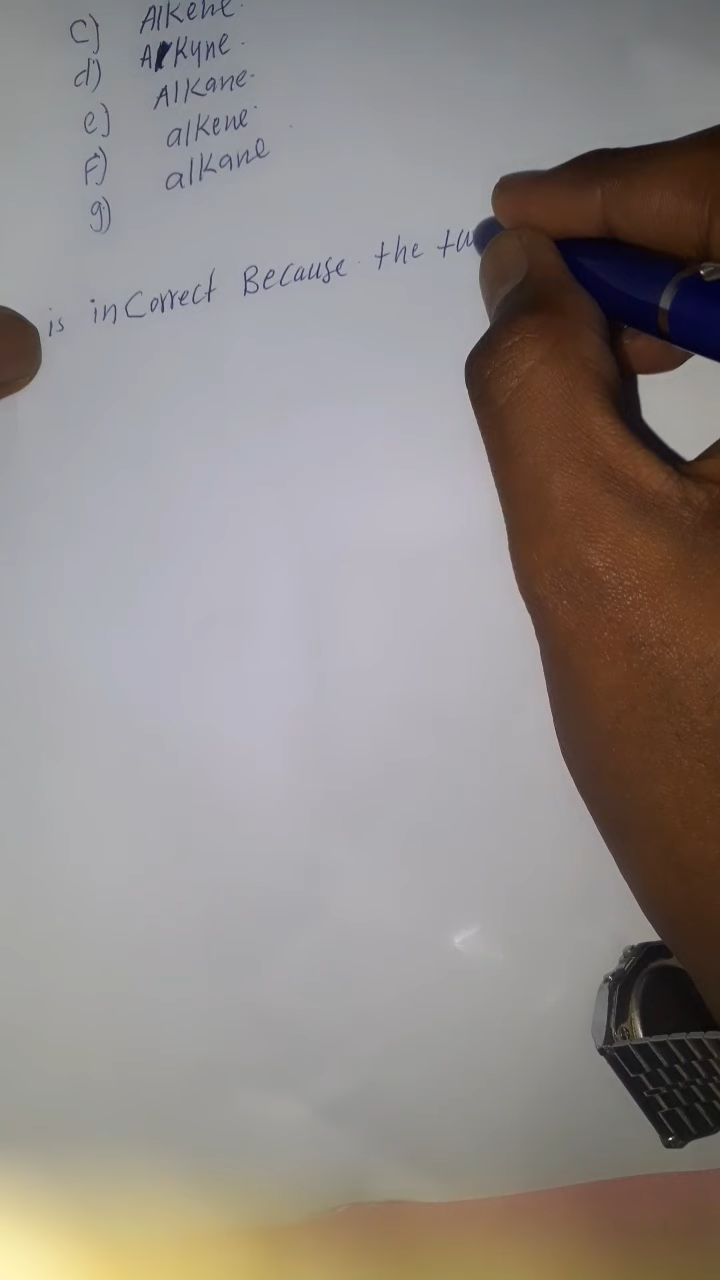 c) Alkene.
d) Alkyne.
e) Alkane.
F) alkene.
g) alkane
is inCorrect Because the